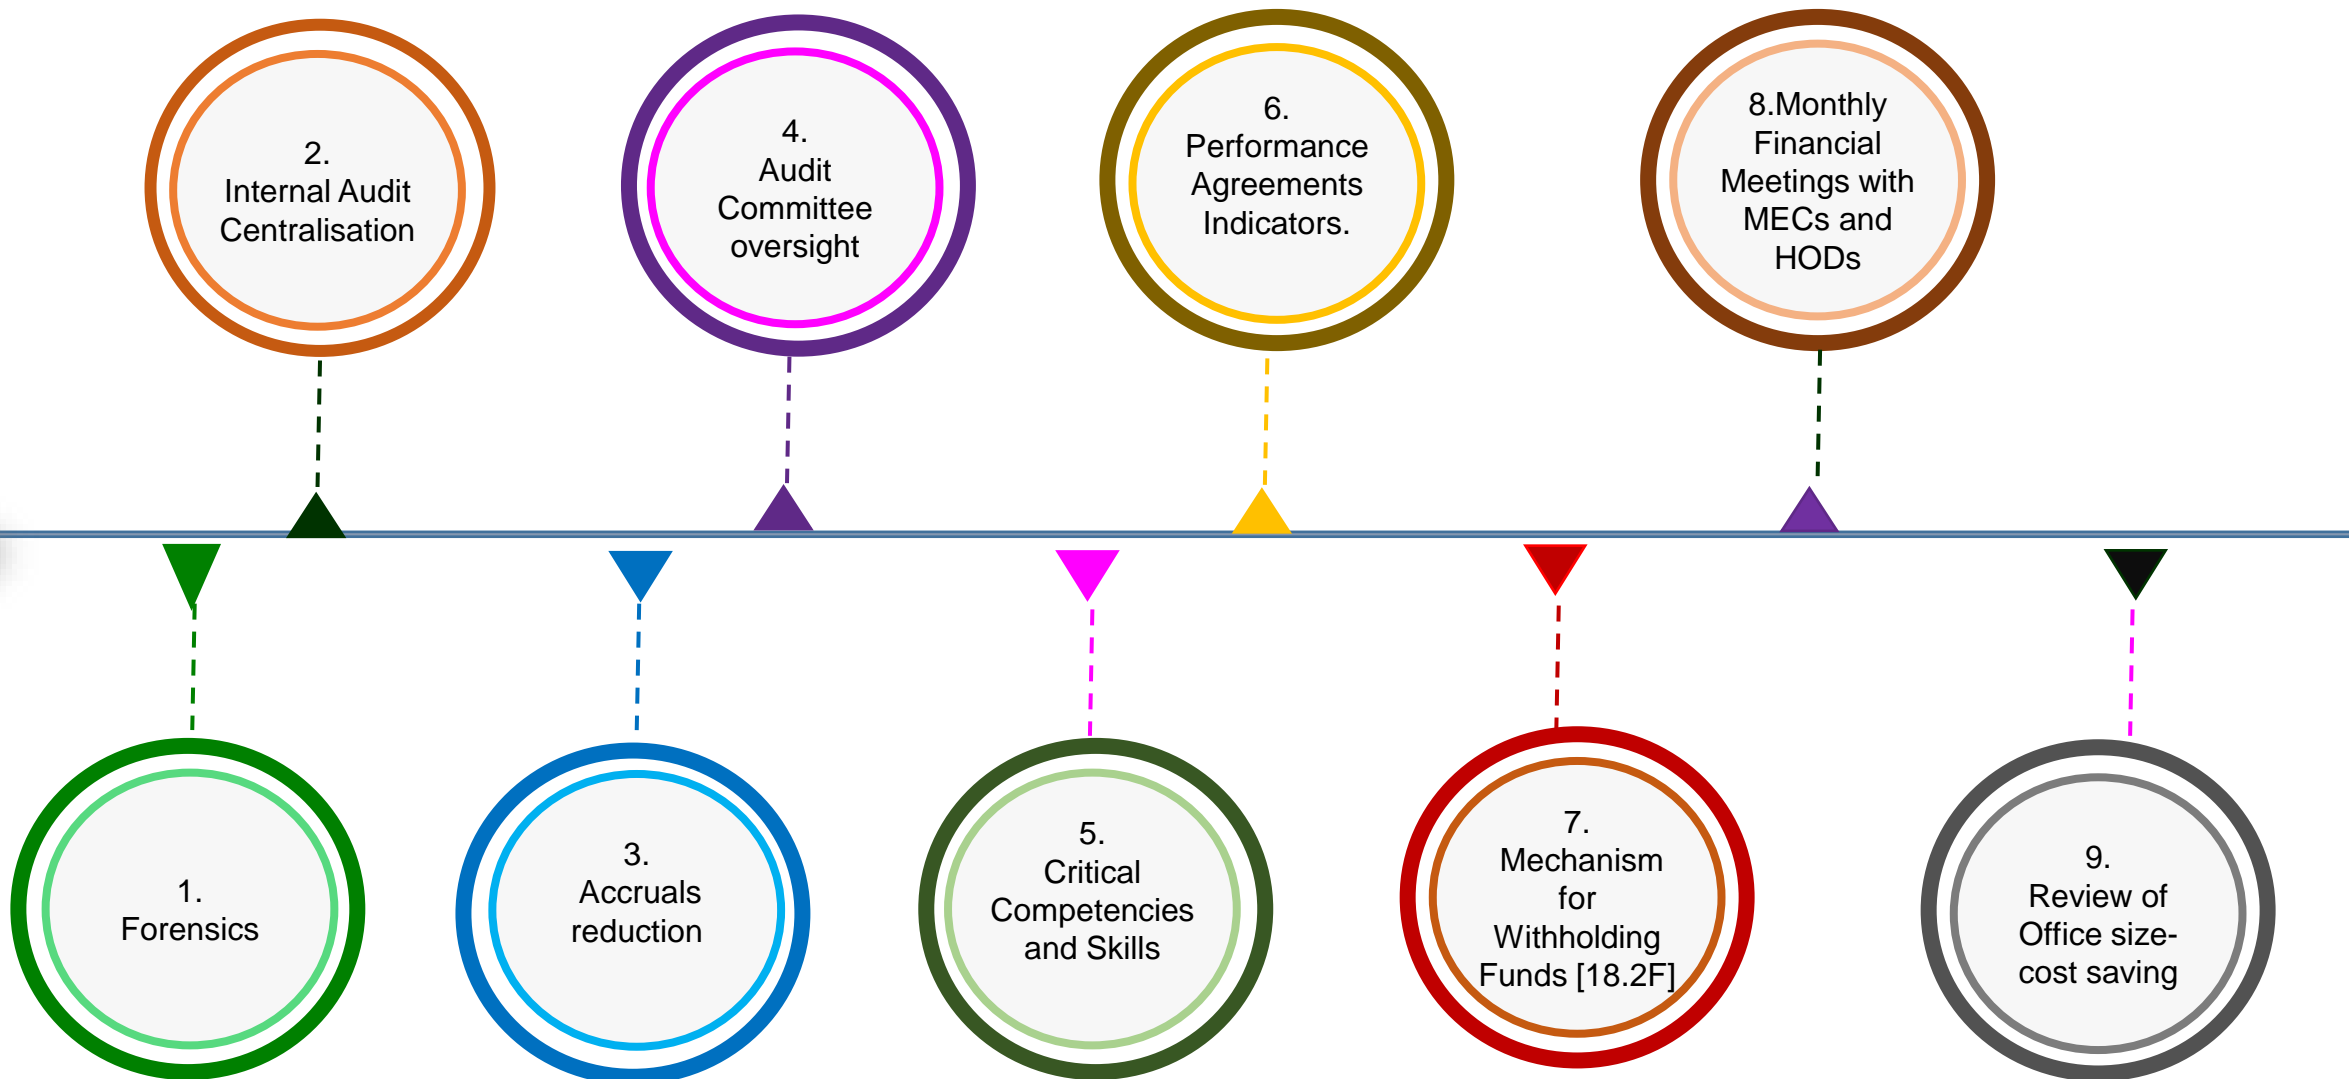 2.
Internal Audit
Centralisation
4.
Audit
Committee
oversight
6.
Performance
Agreements
Indicators.
8.Monthly
Financial
Meetings with
MECs and
HODs
1.
Forensics
3.
Accruals
reduction
5.
Critical
Competencies
and Skills
7.
Mechanism
for
Withholding
Funds [18.2F]
9.
Review of
Office size-
cost saving